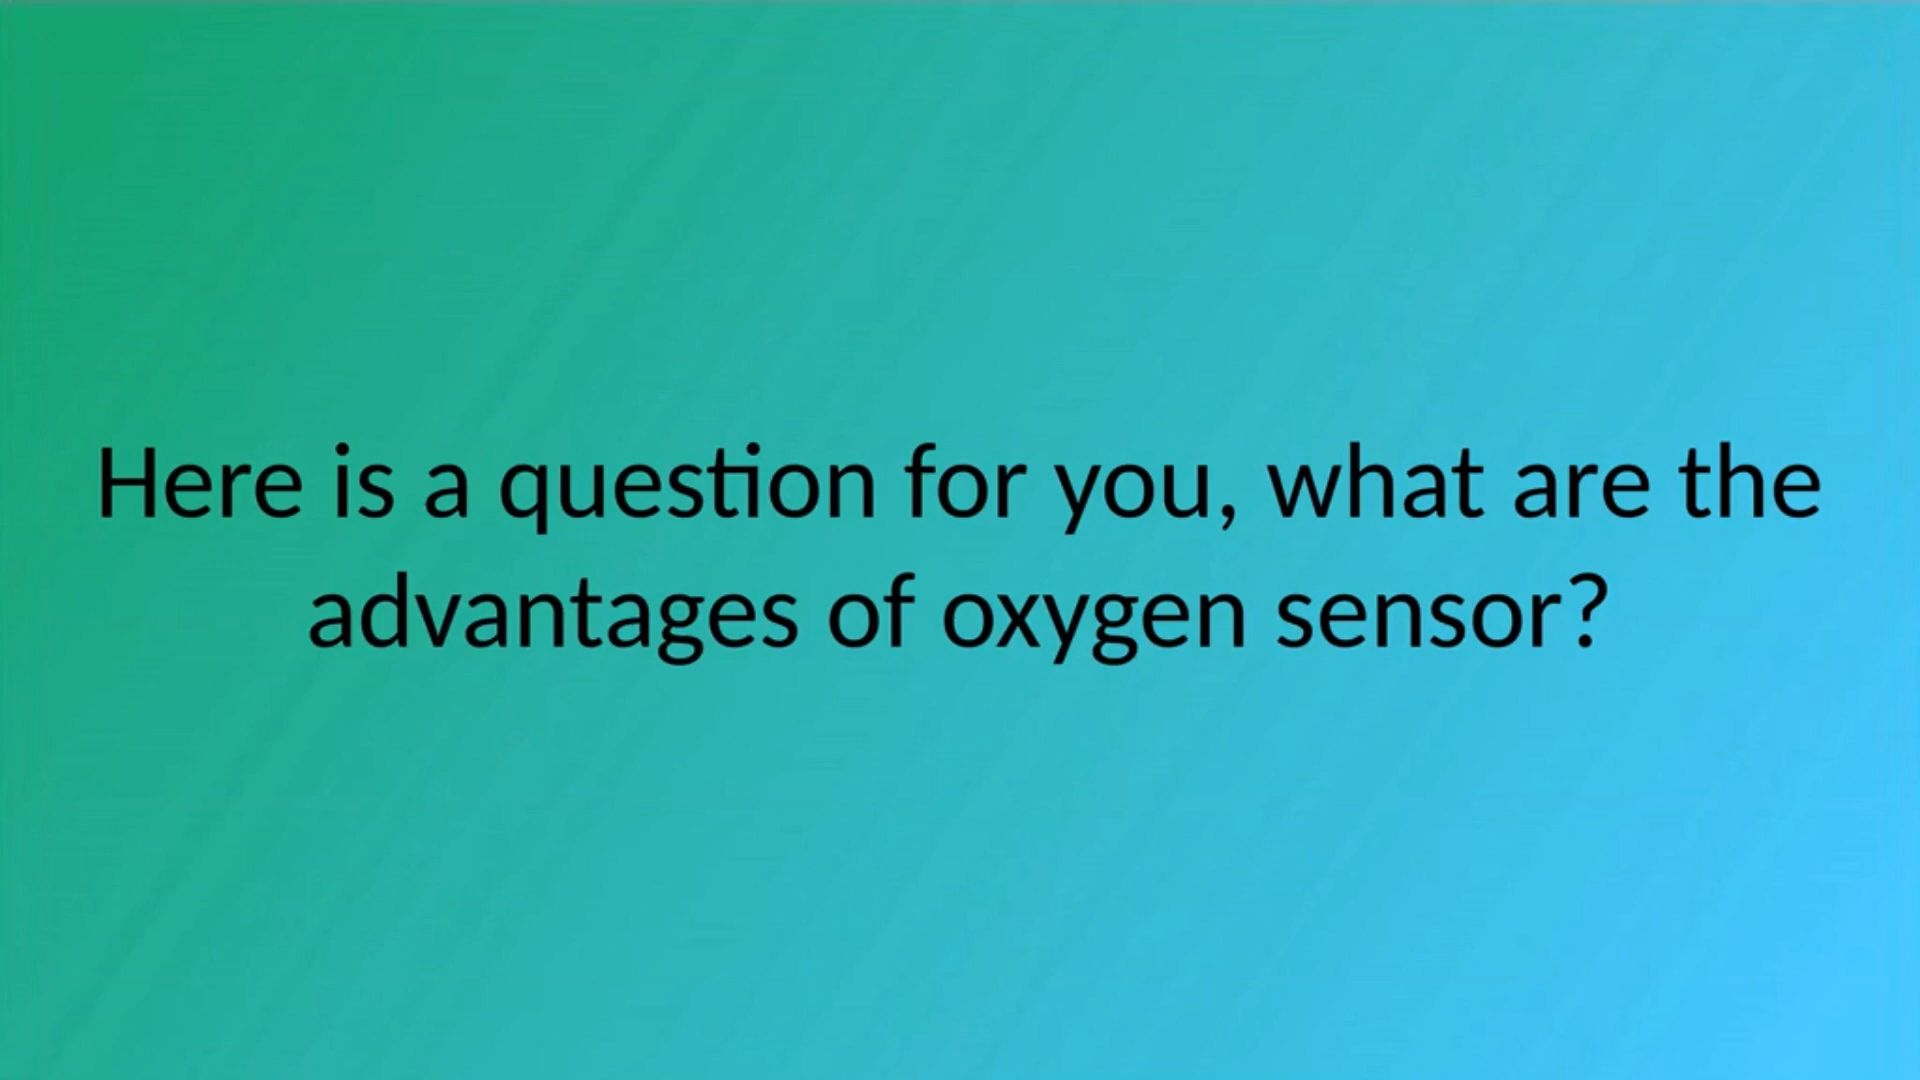 Here is a question for you, what are the
advantages of oxygen sensor?